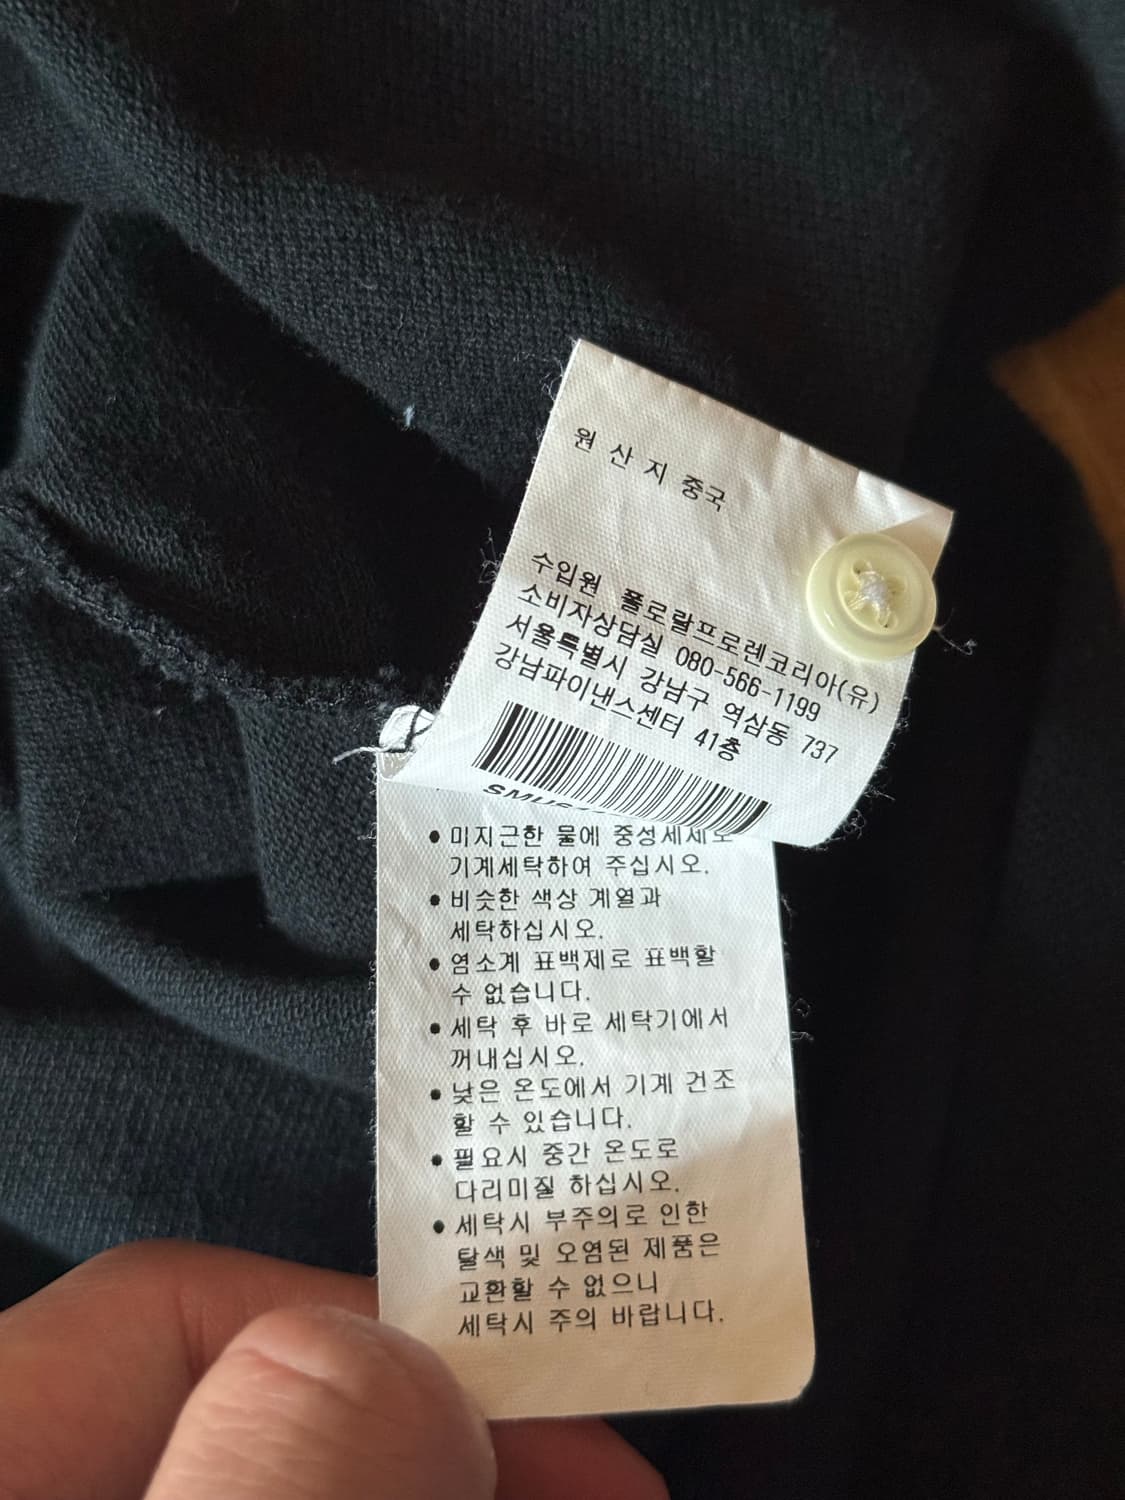 원 산 지 중국
수입원 폴로랄프로렌코리아(유)
소비자상담실 080-566-1199
서울특별시 강남구 역삼동 737
강남파이낸스센터 41층
• 미지근한 물에 중성세제로
기계세탁하여 주십시오.
• 비슷한 색상 계열과
세탁하십시오.
• 염소계 표백제로 표백할
수 없습니다.
• 세탁 후 바로 세탁기에서
꺼내십시오.
• 낮은 온도에서 기계 건조
할 수 있습니다.
• 필요시 중간 온도로
다리미질 하십시오.
• 세탁시 부주의로 인한
탈색 및 오염된 제품은
교환할 수 없으니
세탁시 주의 바랍니다.